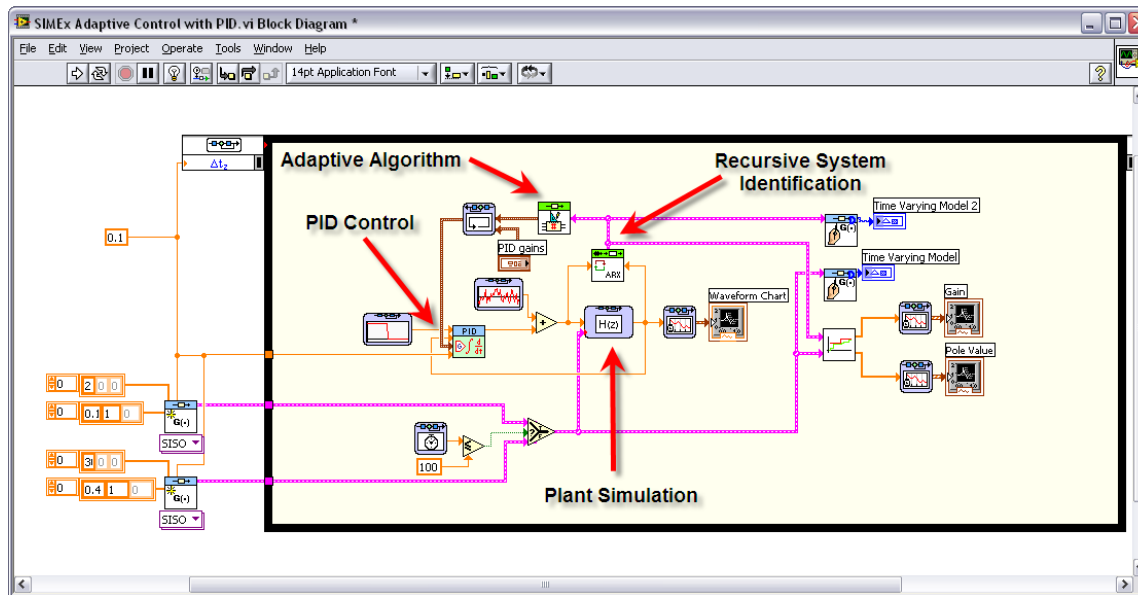 SIMEx Adaptive Control with PID.vi Block Diagram *
File Edit View Project Operate Tools Window Help
14pt Application Font
Δt₂
Adaptive Algorithm
Recursive System
Identification
PID Control
Time Varying Model 2
G(·)
0.1
PID gains
ARX
Time Varying Model
G(·)
Waveform Chart
Gain
H(z)
PID
Pole Value
0 2 0 0
0 0.1 1 0
G(·)
SISO
100
0 0 0
0 0.4 1 0
G(·)
SISO
Plant Simulation